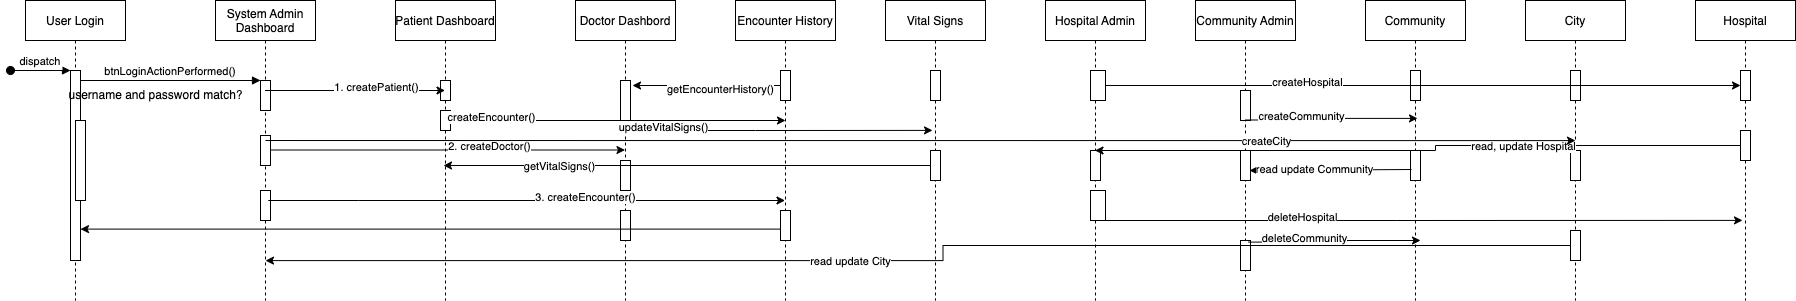 User Login
System Admin
Dashboard
Patient Dashboard
Doctor Dashbord
Encounter History
Vital Signs
Hospital Admin
Community Admin
Community
City
Hospital
dispatch
btnLoginActionPerformed()
username and password match?
1. createPatient()
getEncounterHistory()
createHospital
createEncounter()
createCommunity
updateVitalSigns()
createCity
2. createDoctor()
read, update Hospital
getVitalSigns()
read update Community
3. createEncounter()
deleteHospital
deleteCommunity
read update City